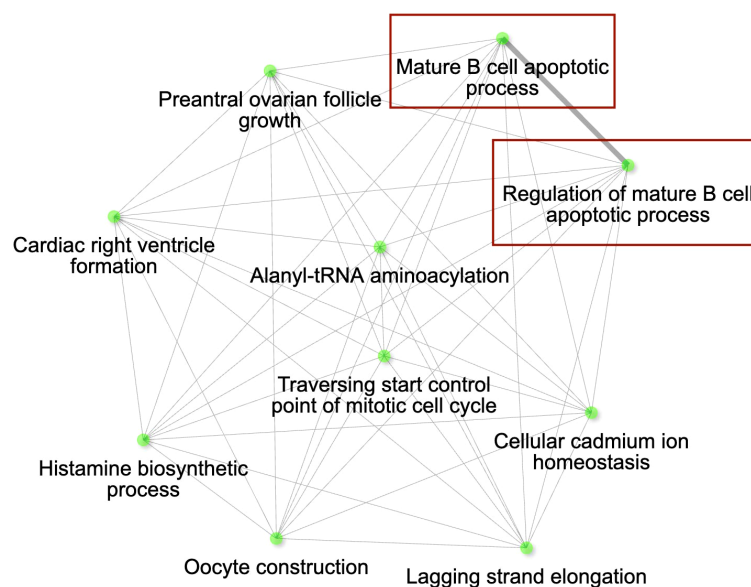 Mature B cell apoptotic
process
Preantral ovarian follicle
growth
Regulation of mature B cell
apoptotic process
Cardiac right ventricle
formation
Alanyl-tRNA aminoacylation
Traversing start control
point of mitotic cell cycle
Cellular cadmium ion
homeostasis
Histamine biosynthetic
process
Oocyte construction
Lagging strand elongation